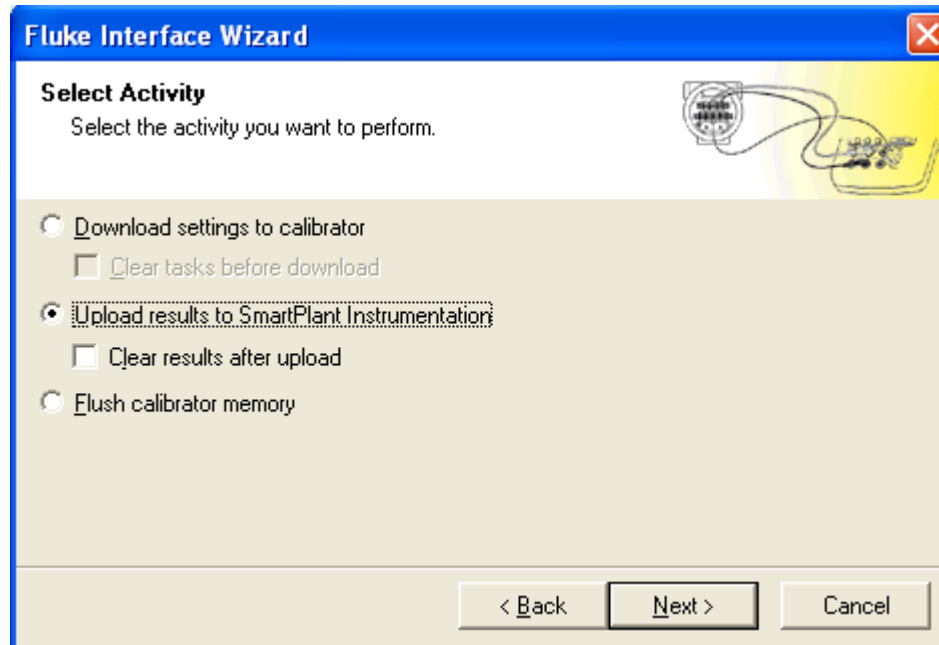 Fluke Interface Wizard
Select Activity
Select the activity you want to perform.
Download settings to calibrator
Clear tasks before download
Upload results to SmartPlant Instrumentation
Clear results after upload
Flush calibrator memory
< Back Next > Cancel